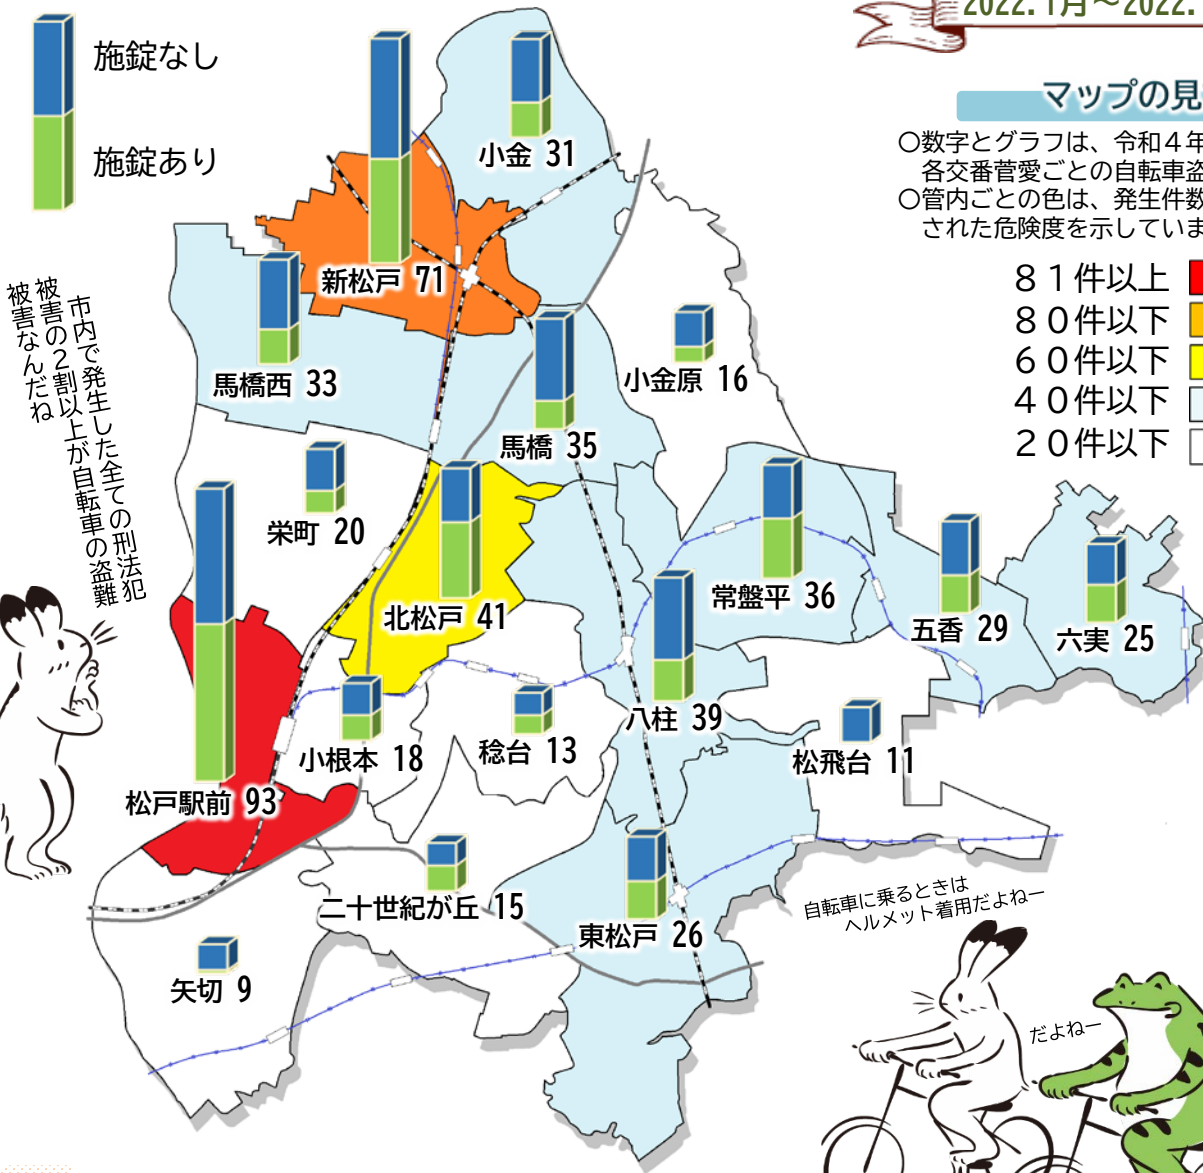 2022.1月～2022.
施錠なし
施錠あり
マップの見
○数字とグラフは、令和４年
各交番菅愛ごとの自転車盗
○管内ごとの色は、発生件数
された危険度を示していま
８１件以上
８０件以下
６０件以下
４０件以下
２０件以下
小金 31
新松戸 71
馬橋西 33
小金原 16
馬橋 35
栄町 20
北松戸 41
常盤平 36
五香 29
六実 25
八柱 39
小根本 18
稔台 13
松飛台 11
松戸駅前 93
二十世紀が丘 15
東松戸 26
矢切 9
市内で発生した全ての刑法犯
被害の２割以上が自転車の盗難
被害なんだね
自転車に乗るときは
ヘルメット着用だよねー
だよねー